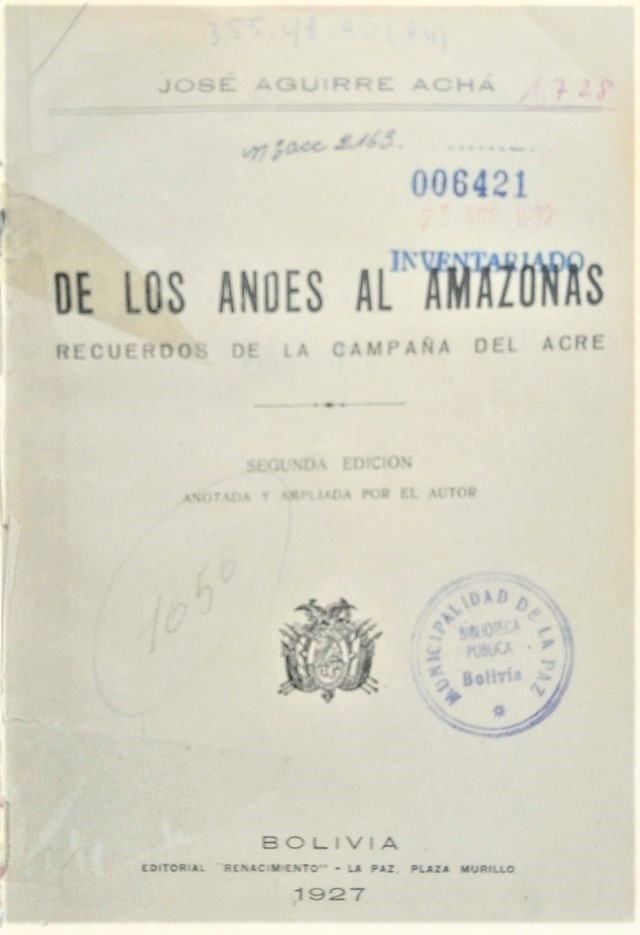 355.48:90(84)
JOSÉ AGUIRRE ACHÁ
1.728
2163.
006421
INVENTARIADO
DE LOS ANDES AL AMAZONAS
RECUERDOS DE LA CAMPAÑA DEL ACRE
SEGUNDA EDICION
ANOTADA Y AMPLIADA POR EL AUTOR
1050
MUNICIPALIDAD DE LA PAZ
BIBLIOTECA
PUBLICA
Bolivia
BOLIVIA
EDITORIAL "RENACIMIENTO" - LA PAZ, PLAZA MURILLO
1927